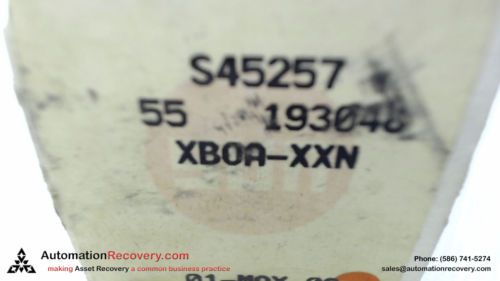 S45257
55 193048
XBOA-XXN
AutomationRecovery.com
making Asset Recovery a common business practice
Phone: (586) 741-5274
sales@automationrecovery.com